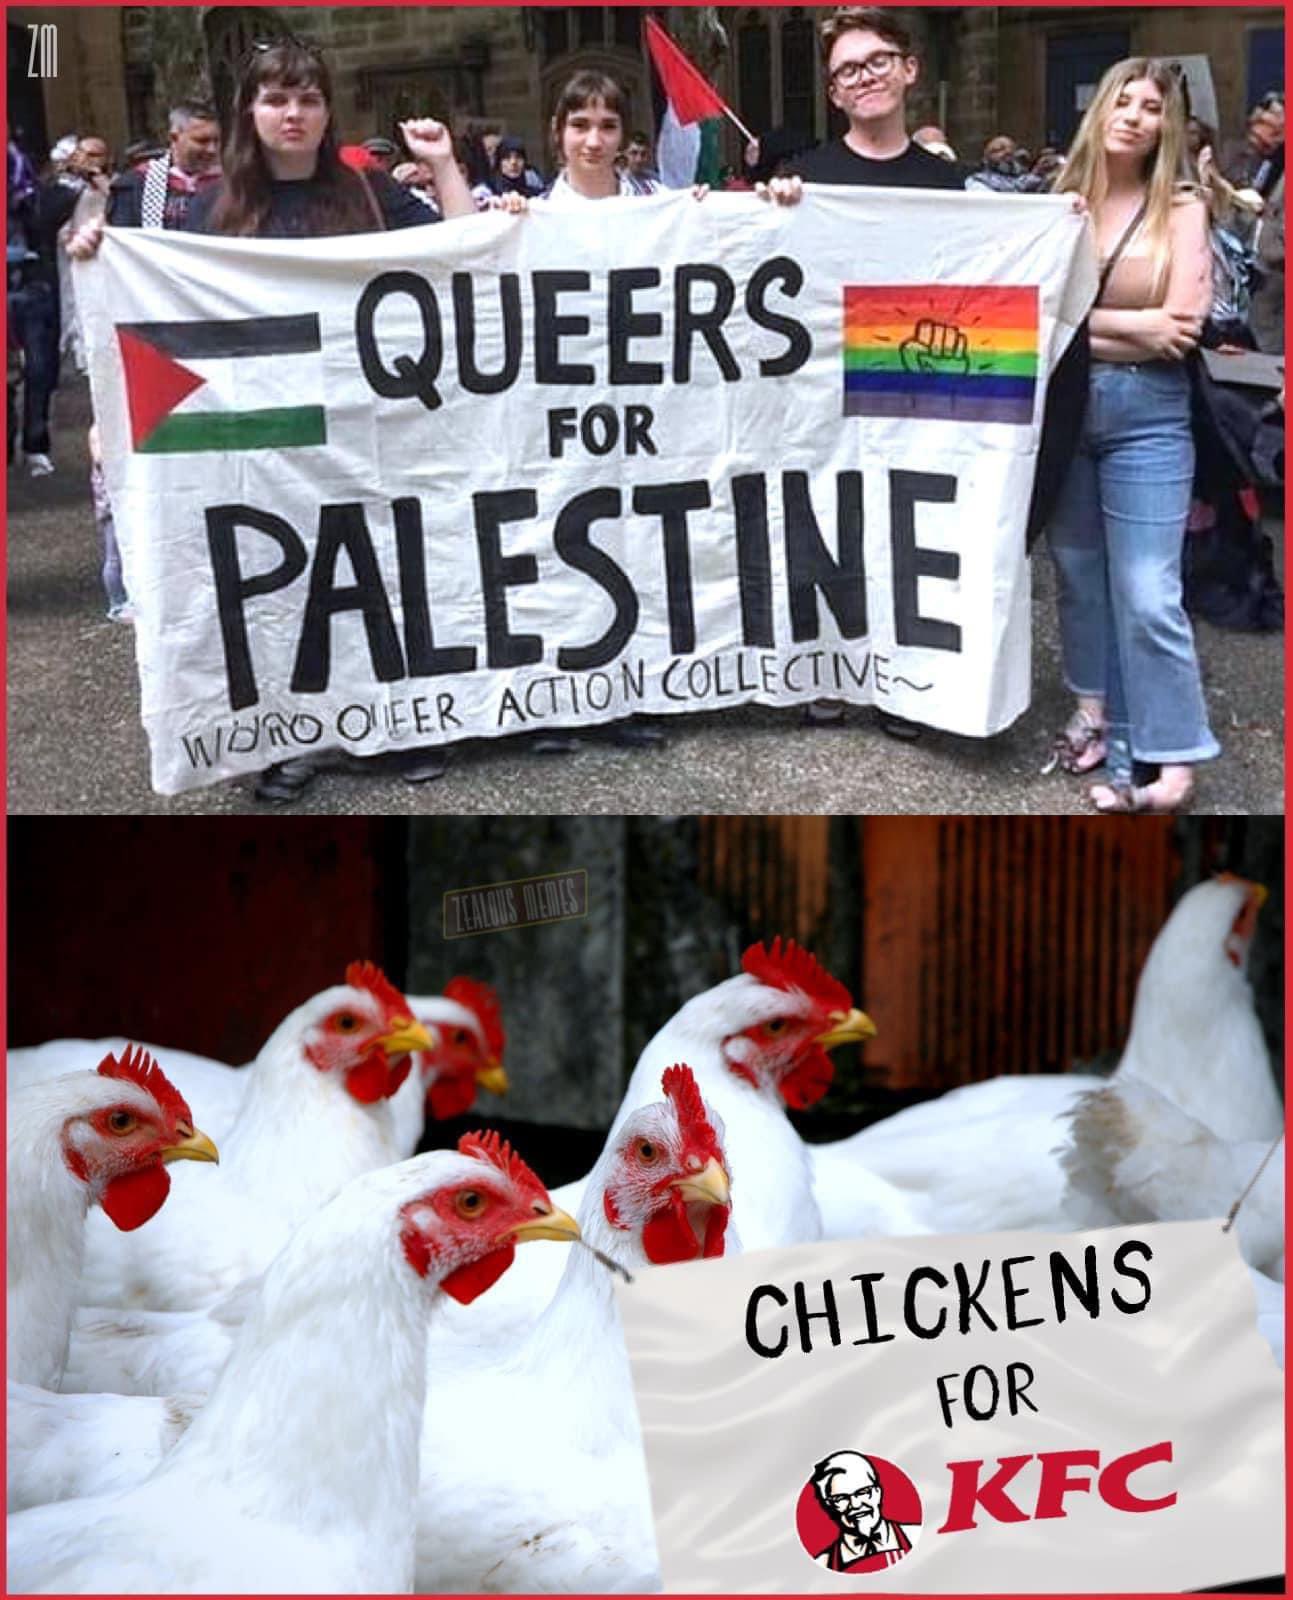 ZM
QUEERS
FOR
PALESTINE
QUEER ACTION COLLECTIVE~
ZEALOUS MEMES
CHICKENS
FOR
KFC